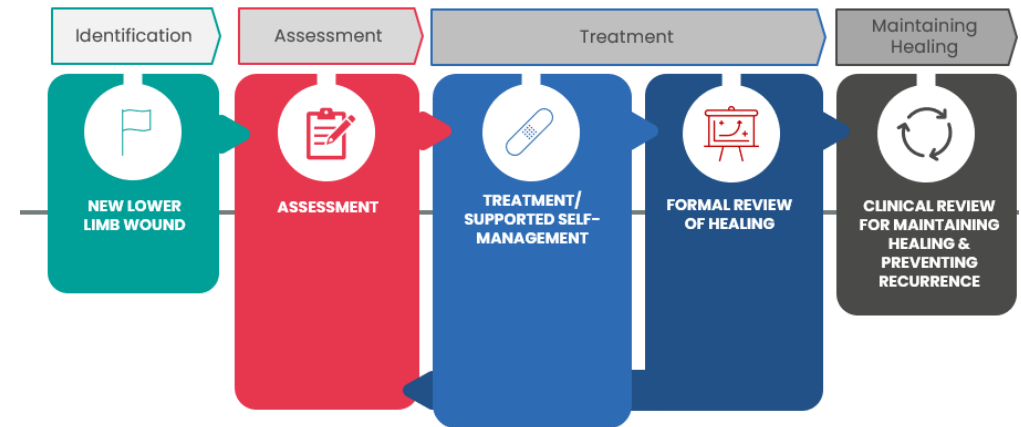 Identification
Assessment
Treatment
Maintaining
Healing
NEW LOWER
LIMB WOUND
ASSESSMENT
TREATMENT/
SUPPORTED SELF-
MANAGEMENT
FORMAL REVIEW
OF HEALING
CLINICAL REVIEW
FOR MAINTAINING
HEALING &
PREVENTING
RECURRENCE